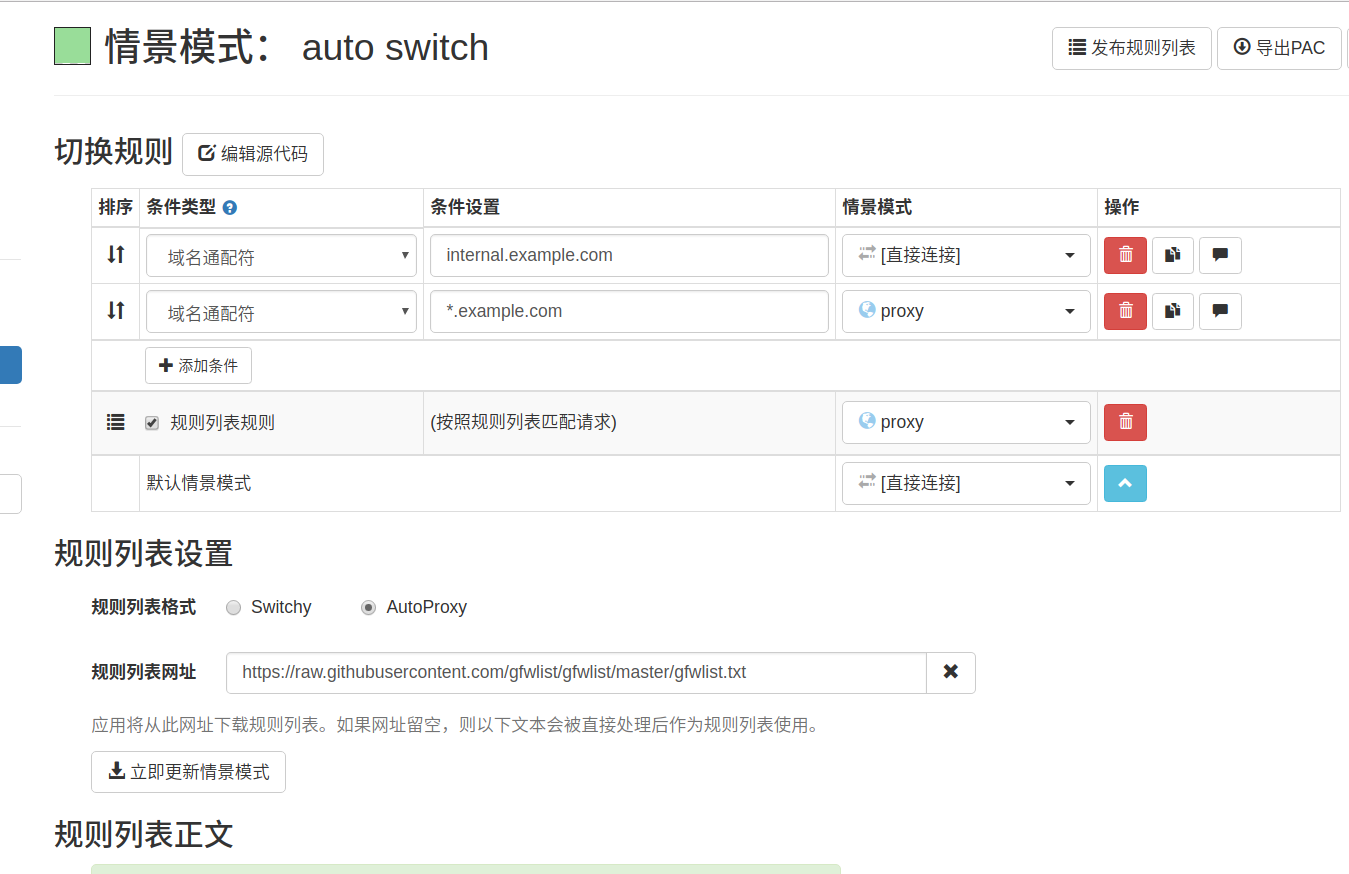 情景模式： auto switch
发布规则列表
导出PAC
切换规则
编辑源代码
排序 条件类型 条件设置 情景模式 操作
域名通配符 internal.example.com [直接连接]
域名通配符 *.example.com proxy
添加条件
规则列表规则 (按照规则列表匹配请求) proxy
默认情景模式 [直接连接]
规则列表设置
规则列表格式 Switchy AutoProxy
规则列表网址 https://raw.githubusercontent.com/gfwlist/gfwlist/master/gfwlist.txt
应用将从此网址下载规则列表。如果网址留空，则以下文本会被直接处理后作为规则列表使用。
立即更新情景模式
规则列表正文